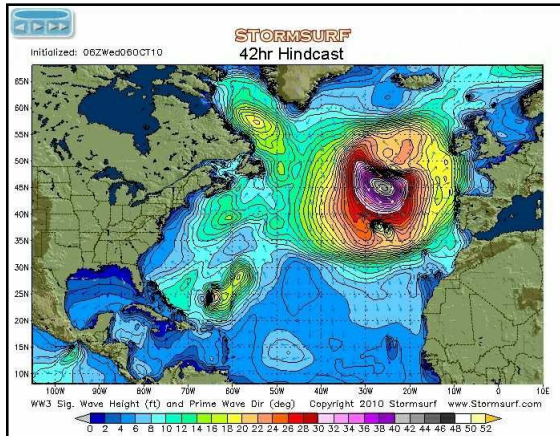 STORMSURF
Initialized: 06ZWed06OCT10
42hr Hindcast
65N
60N
55N
50N
45N
40N
35N
30N
25N
20N
15N
10N
100W 90W 80W 70W 60W 50W 40W 30W 20W 10W 0 10E
WW3 Sig. Wave Height (ft) and Prime Wave Dir (deg) Copyright 2010 Stormsurf www.Stormsurf.com
0 2 4 6 8 10 12 14 16 18 20 22 24 26 28 30 32 34 36 38 40 42 44 46 48 50 52